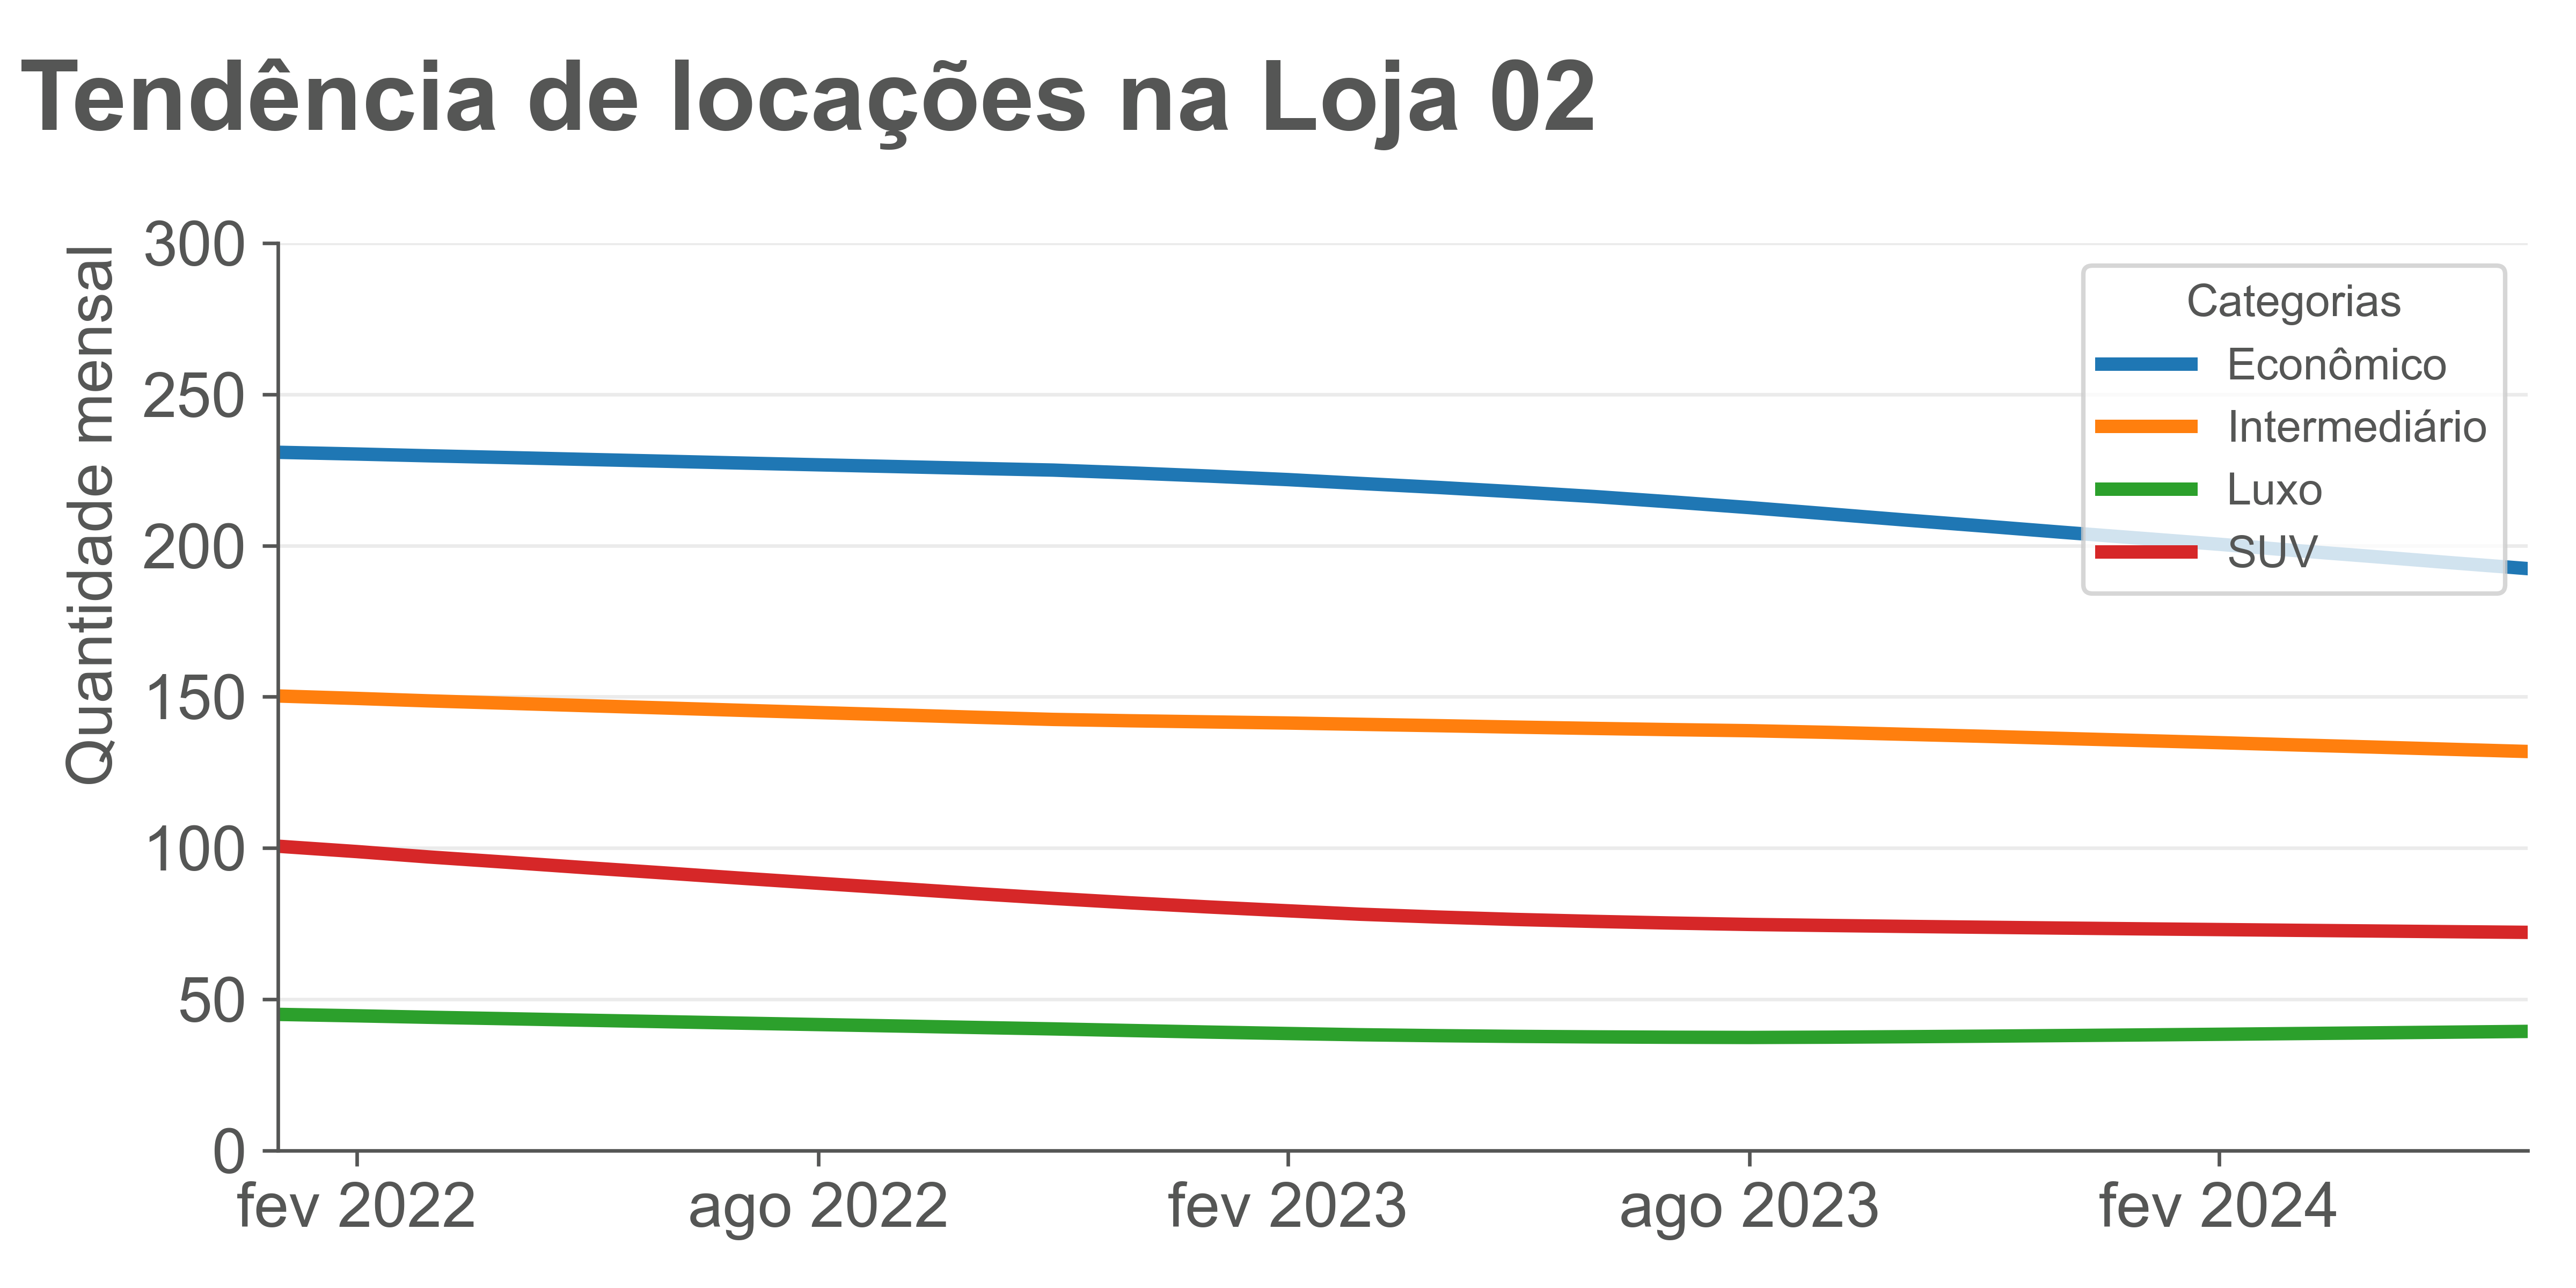 Tendência de locações na Loja 02
Quantidade mensal
300
250
200
150
100
50
0
Categorias
Econômico
Intermediário
Luxo
SUV
fev 2022
ago 2022
fev 2023
ago 2023
fev 2024